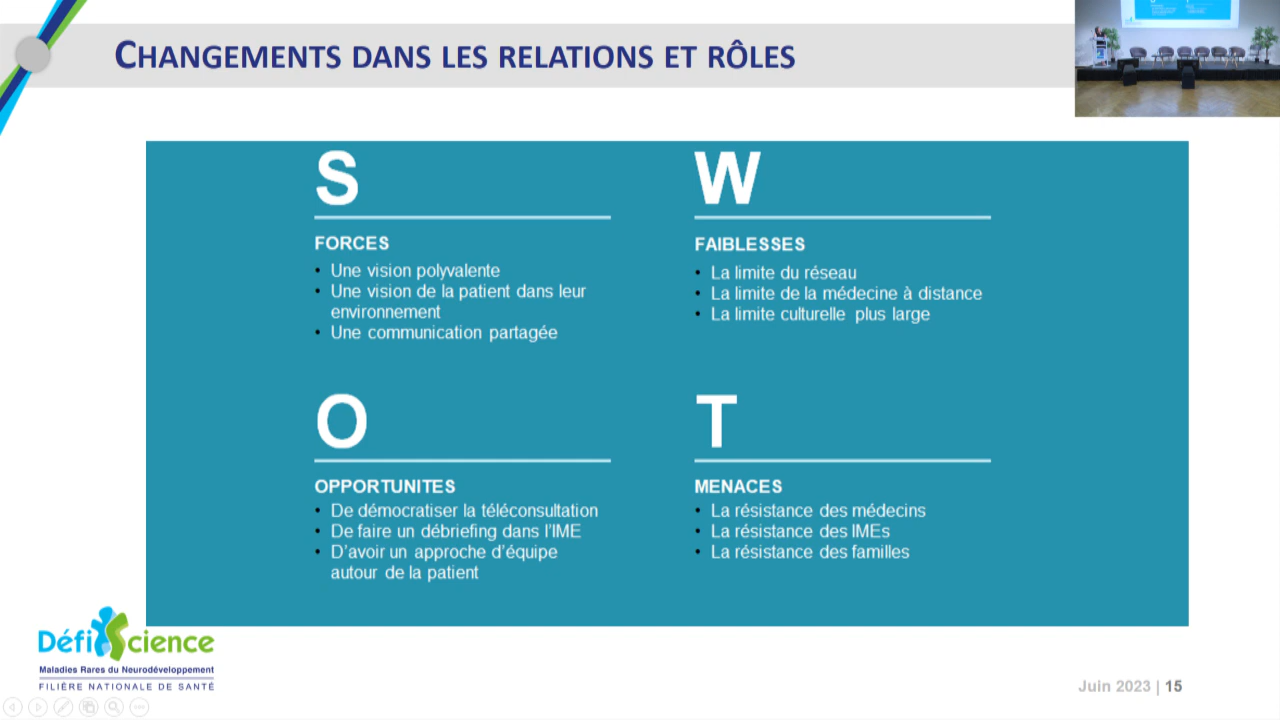 CHANGEMENTS DANS LES RELATIONS ET RÔLES
S
FORCES
• Une vision polyvalente
• Une vision de la patient dans leur
environnement
• Une communication partagée
W
FAIBLESSES
• La limite du réseau
• La limite de la médecine à distance
• La limite culturelle plus large
O
OPPORTUNITES
• De démocratiser la téléconsultation
• De faire un débriefing dans l'IME
• D'avoir un approche d'équipe
autour de la patient
T
MENACES
• La résistance des médecins
• La résistance des IMEs
• La résistance des familles
DéfiScience
Maladies Rares du Neurodéveloppement
FILIÈRE NATIONALE DE SANTÉ
Juin 2023 | 15